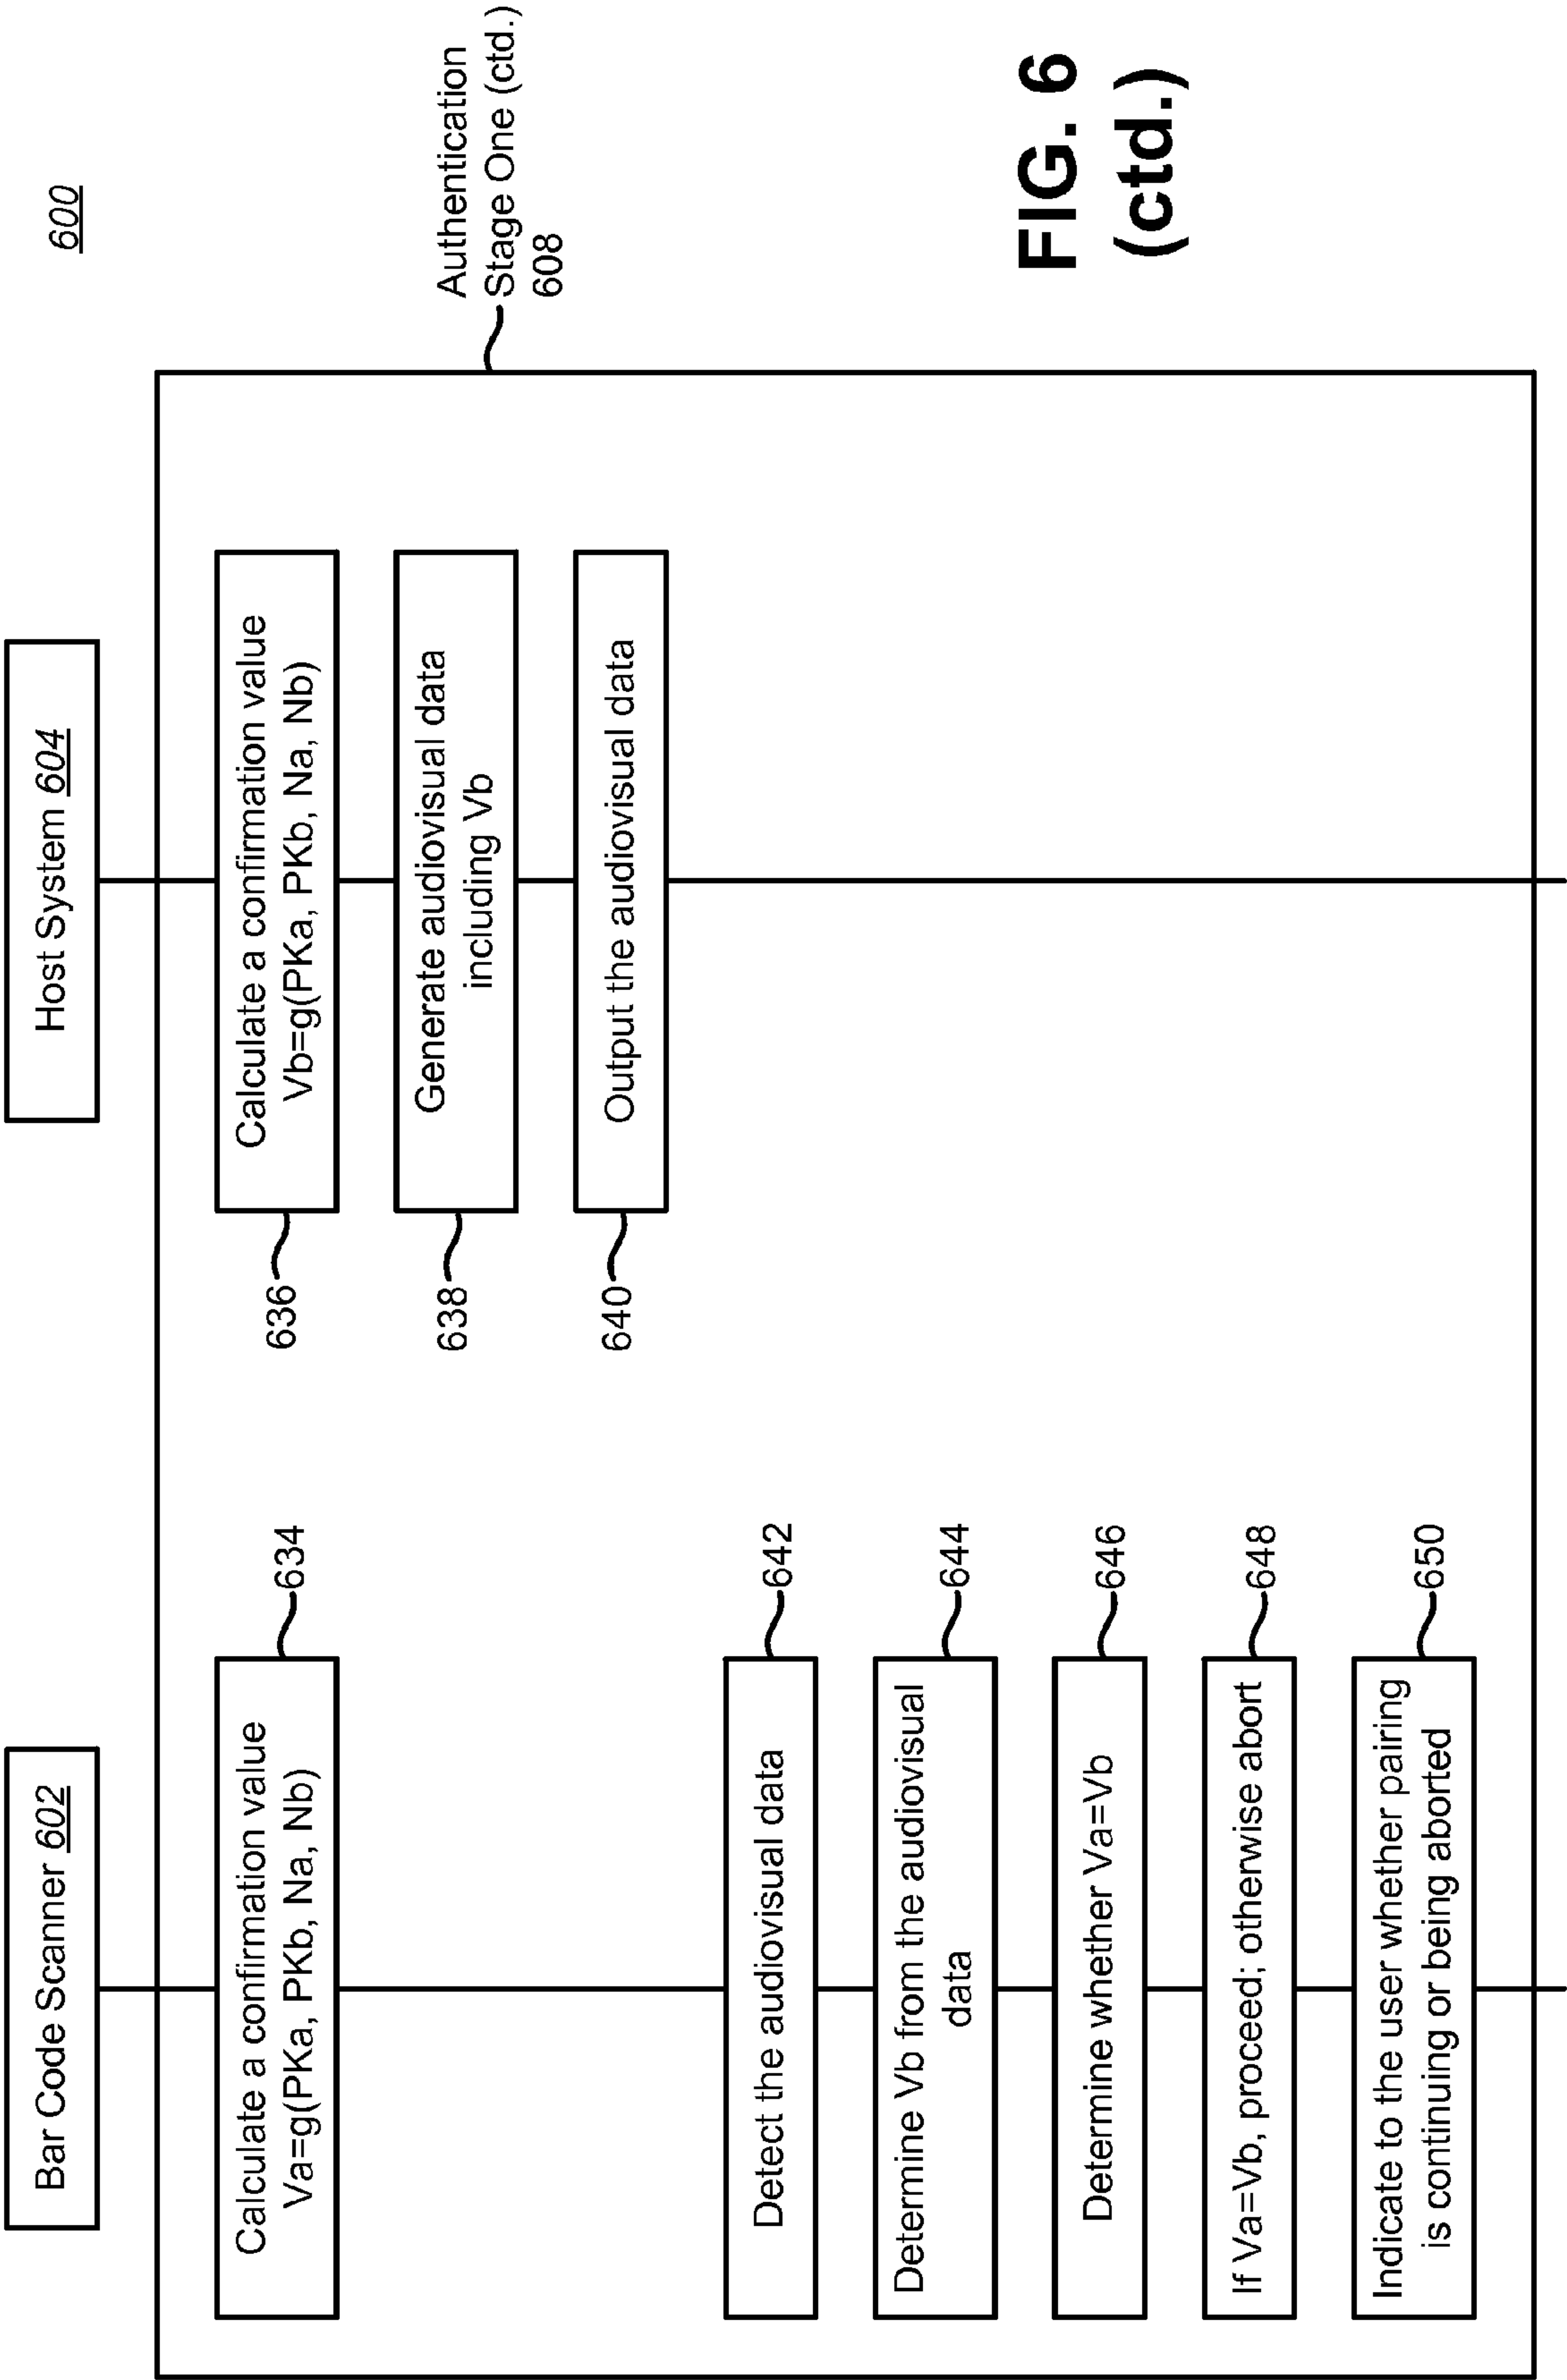 600
Bar Code Scanner 602
Host System 604
Calculate a confirmation value
Va=g(PKa, PKb, Na, Nb)
634
636
Calculate a confirmation value
Vb=g(PKa, PKb, Na, Nb)
638
Generate audiovisual data
including Vb
640
Output the audiovisual data
Detect the audiovisual data
642
Determine Vb from the audiovisual
data
644
Determine whether Va=Vb
646
If Va=Vb, proceed; otherwise abort
648
Indicate to the user whether pairing
is continuing or being aborted
650
Authentication
Stage One (ctd.)
608
FIG. 6
(ctd.)